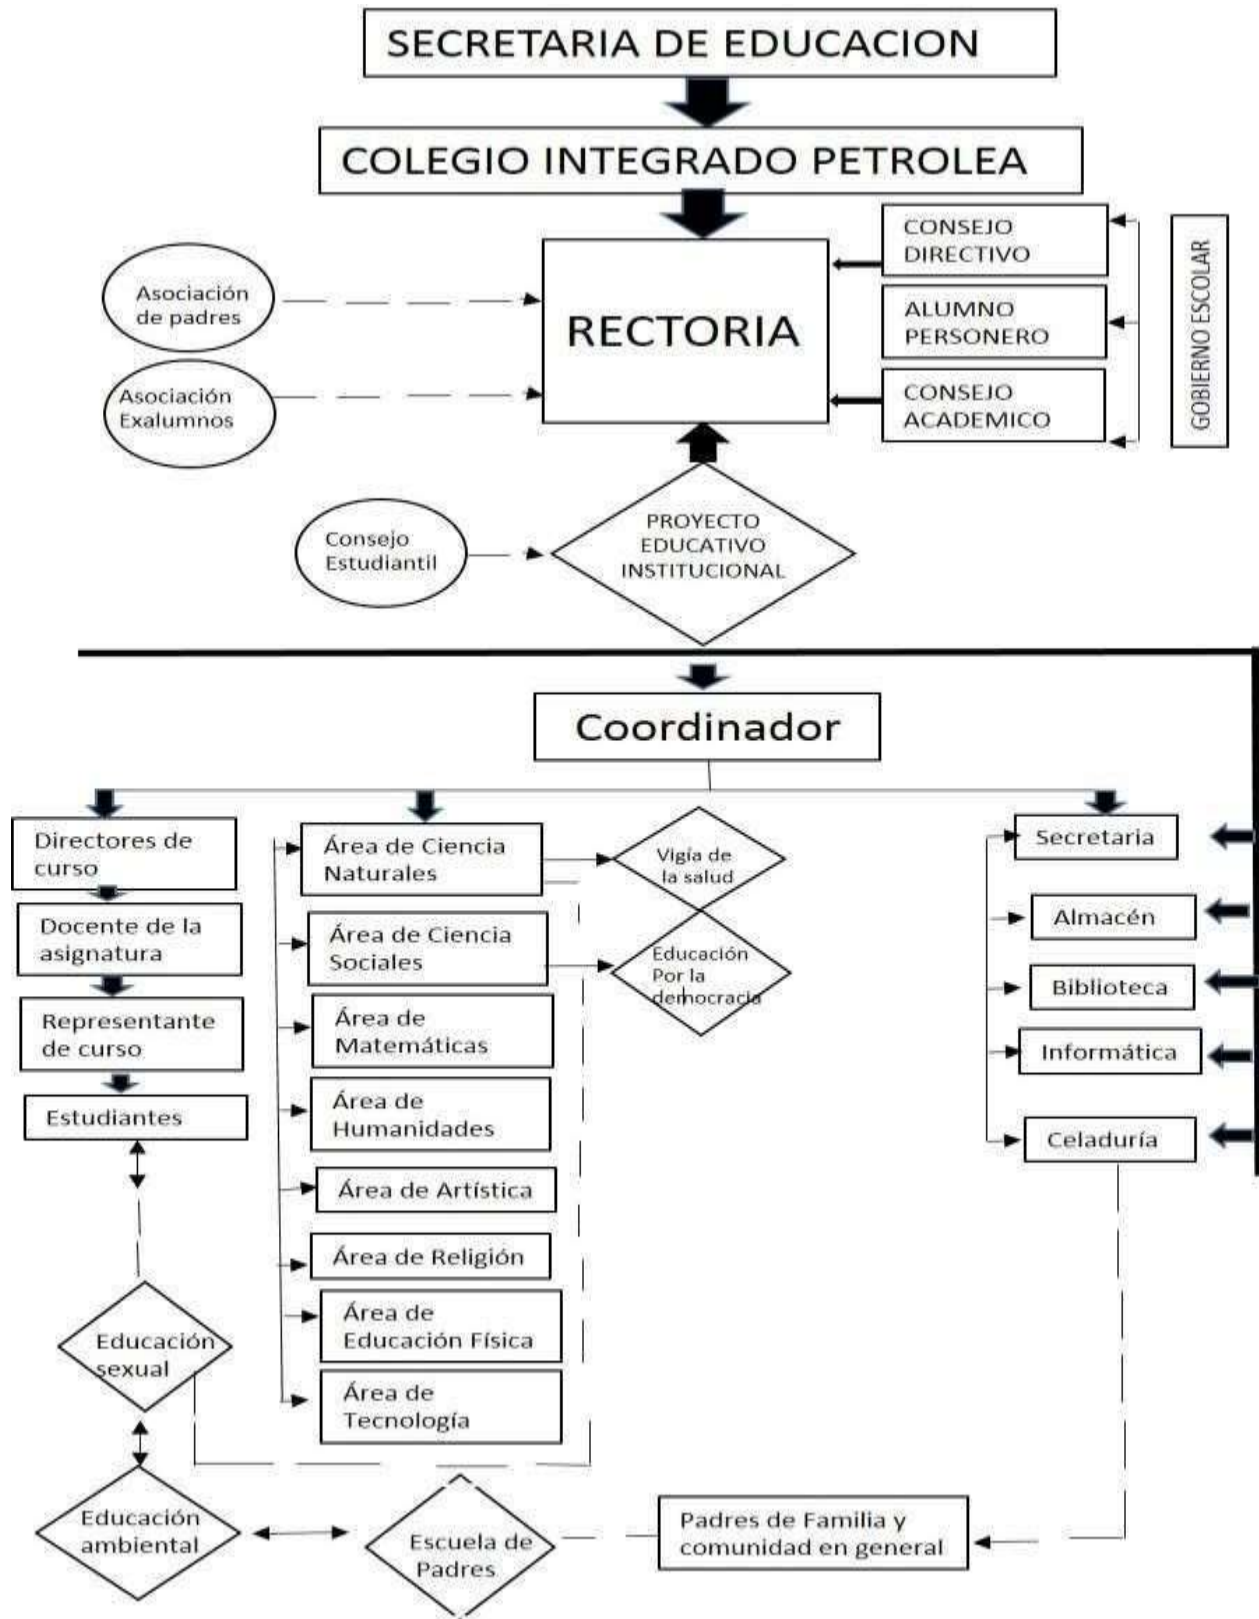 SECRETARIA DE EDUCACION
COLEGIO INTEGRADO PETROLEA
RECTORIA
Asociación
de padres
Asociación
Exalumnos
CONSEJO
DIRECTIVO
ALUMNO
PERSONERO
CONSEJO
ACADEMICO
GOBIERNO ESCOLAR
Consejo
Estudiantil
PROYECTO
EDUCATIVO
INSTITUCIONAL
Coordinador
Directores de
curso
Docente de la
asignatura
Representante
de curso
Estudiantes
Área de Ciencia
Naturales
Área de Ciencia
Sociales
Área de
Matemáticas
Área de
Humanidades
Área de Artística
Área de Religión
Área de
Educación Física
Área de
Tecnología
Vigía de
la salud
Educación
Por la
democracia
Secretaria
Almacén
Biblioteca
Informática
Celaduría
Educación
sexual
Educación
ambiental
Escuela de
Padres
Padres de Familia y
comunidad en general